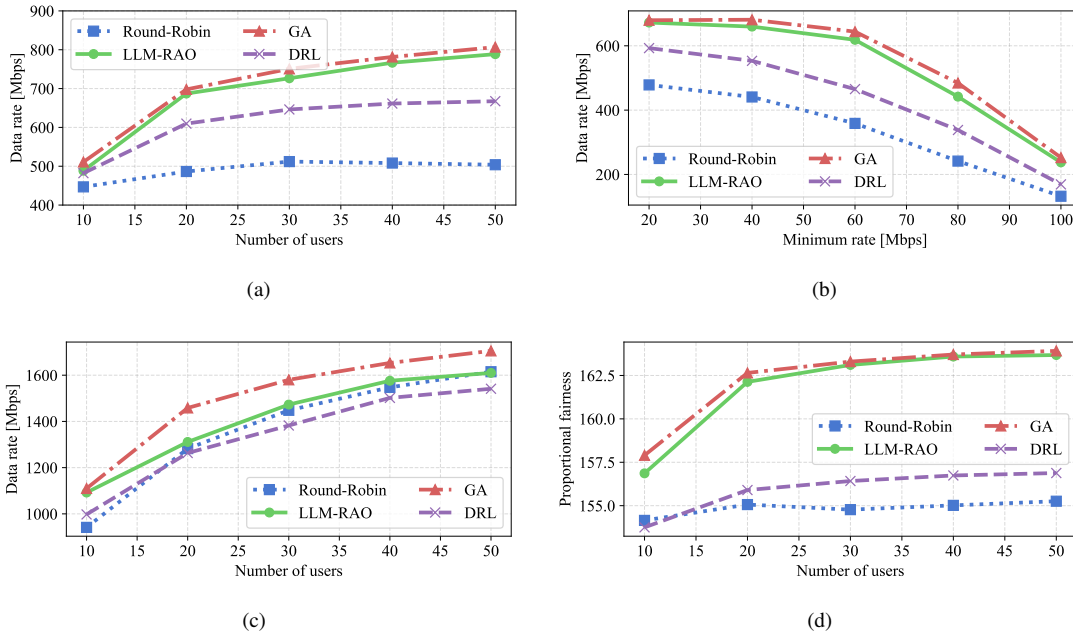 900
800
700
600
500
400
Data rate [Mbps]
Round-Robin
LLM-RAO
GA
DRL
10 15 20 25 30 35 40 45 50
Number of users
(a)
600
400
200
Data rate [Mbps]
Round-Robin
LLM-RAO
GA
DRL
20 30 40 50 60 70 80 90 100
Minimum rate [Mbps]
(b)
1600
1400
1200
1000
Data rate [Mbps]
Round-Robin
LLM-RAO
GA
DRL
10 15 20 25 30 35 40 45 50
Number of users
(c)
162.5
160.0
157.5
155.0
Proportional fairness
Round-Robin
LLM-RAO
GA
DRL
10 15 20 25 30 35 40 45 50
Number of users
(d)